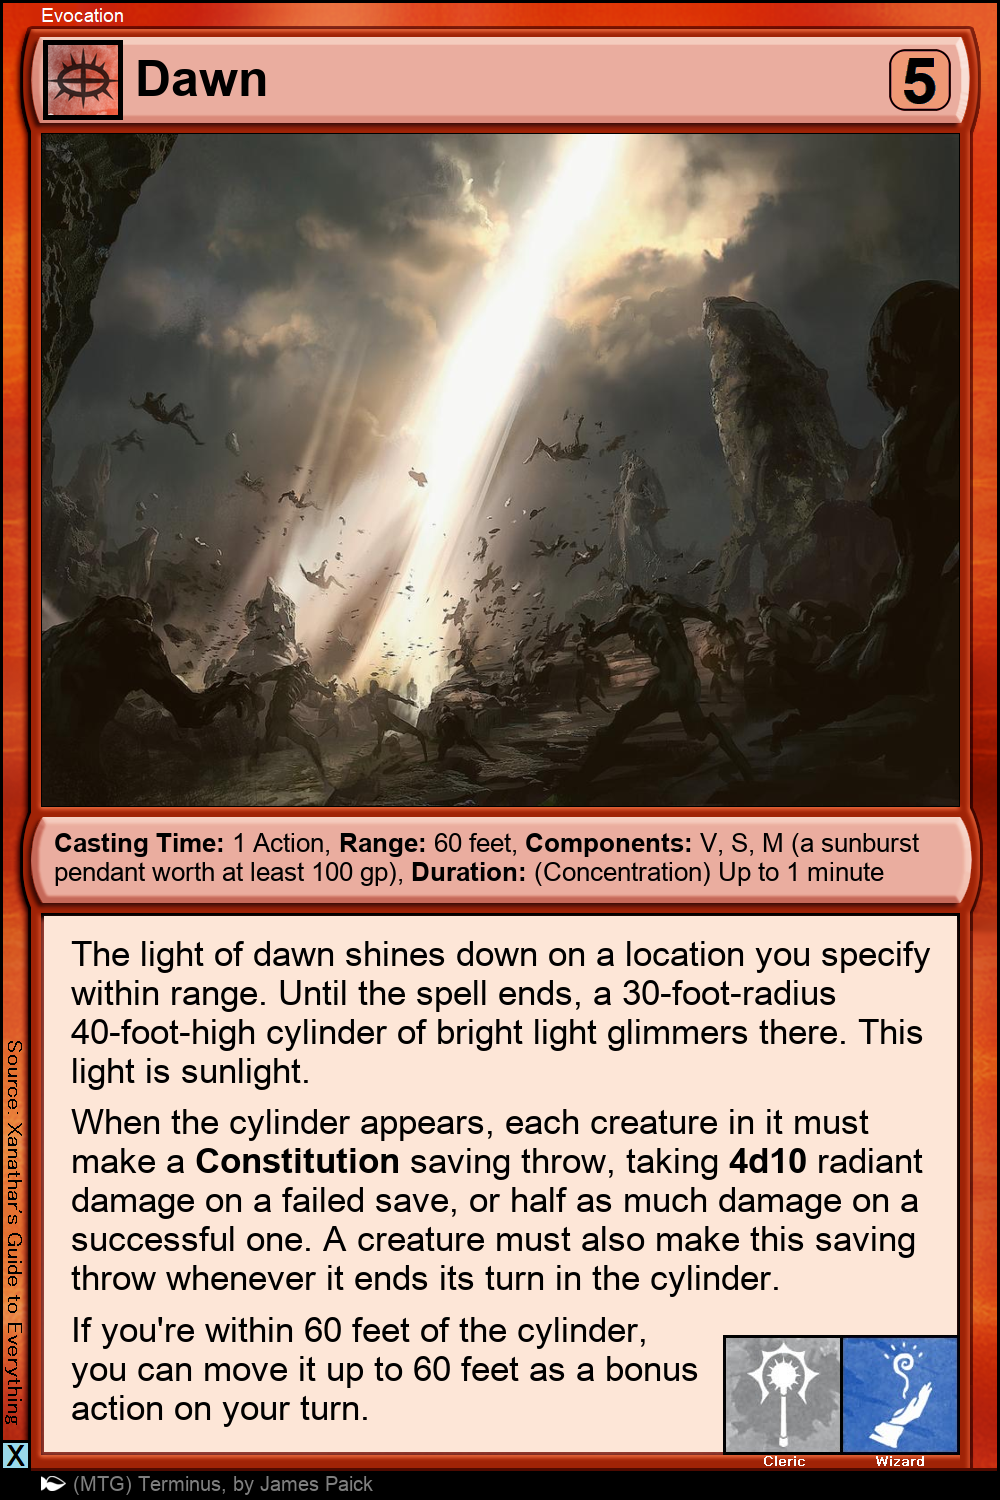 Evocation
Dawn
5
Casting Time: 1 Action, Range: 60 feet, Components: V, S, M (a sunburst
pendant worth at least 100 gp), Duration: (Concentration) Up to 1 minute
The light of dawn shines down on a location you specify
within range. Until the spell ends, a 30-foot-radius
40-foot-high cylinder of bright light glimmers there. This
light is sunlight.
When the cylinder appears, each creature in it must
make a Constitution saving throw, taking 4d10 radiant
damage on a failed save, or half as much damage on a
successful one. A creature must also make this saving
throw whenever it ends its turn in the cylinder.
If you're within 60 feet of the cylinder,
you can move it up to 60 feet as a bonus
action on your turn.
Source: Xanathar's Guide to Everything
X
Cleric
Wizard
(MTG) Terminus, by James Paick